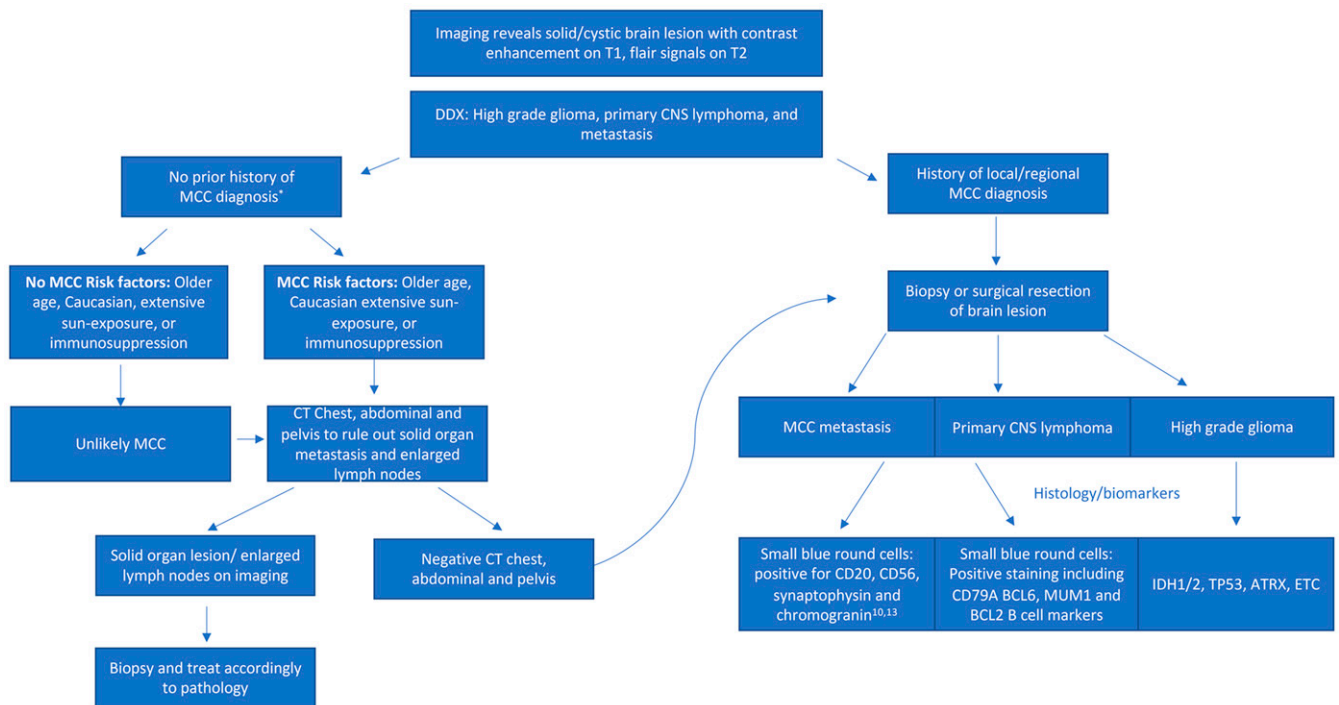 Imaging reveals solid/cystic brain lesion with contrast
enhancement on T1, flair signals on T2
DDX: High grade glioma, primary CNS lymphoma, and
metastasis
No prior history of
MCC diagnosis*
History of local/regional
MCC diagnosis
No MCC Risk factors: Older
age, Caucasian, extensive
sun-exposure, or
immunosuppression
MCC Risk factors: Older age,
Caucasian extensive sun-
exposure, or
immunosuppression
Biopsy or surgical resection
of brain lesion
Unlikely MCC
CT Chest, abdominal and
pelvis to rule out solid organ
metastasis and enlarged
lymph nodes
MCC metastasis
Primary CNS lymphoma
High grade glioma
Histology/biomarkers
Solid organ lesion/ enlarged
lymph nodes on imaging
Negative CT chest,
abdominal and pelvis
Small blue round cells:
positive for CD20, CD56,
synaptophysin and
chromogranin10,13
Small blue round cells:
Positive staining including
CD79A BCL6, MUM1 and
BCL2 B cell markers
IDH1/2, TP53, ATRX, ETC
Biopsy and treat accordingly
to pathology